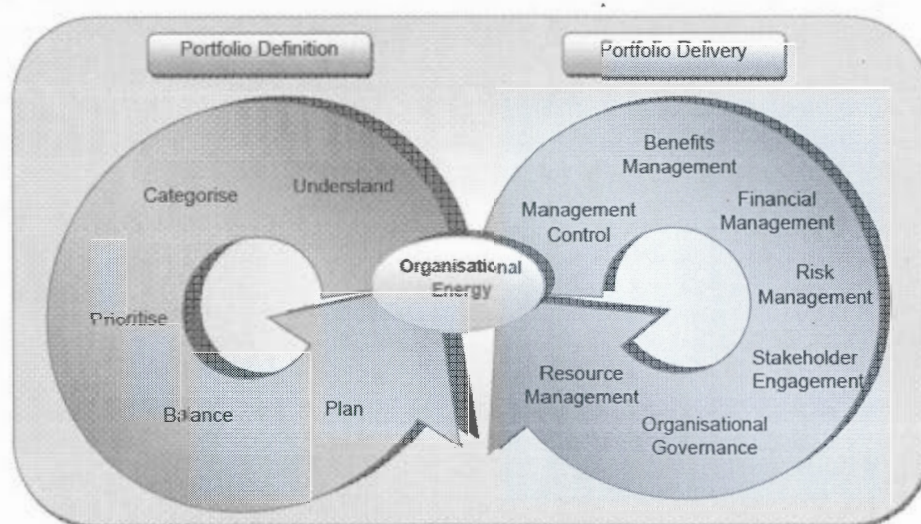 Portfolio Definition
Portfolio Delivery
Understand
Categorise
Prioritise
Balance
Plan
Organisational
Energy
Management
Control
Benefits
Management
Financial
Management
Risk
Management
Stakeholder
Engagement
Organisational
Governance
Resource
Management